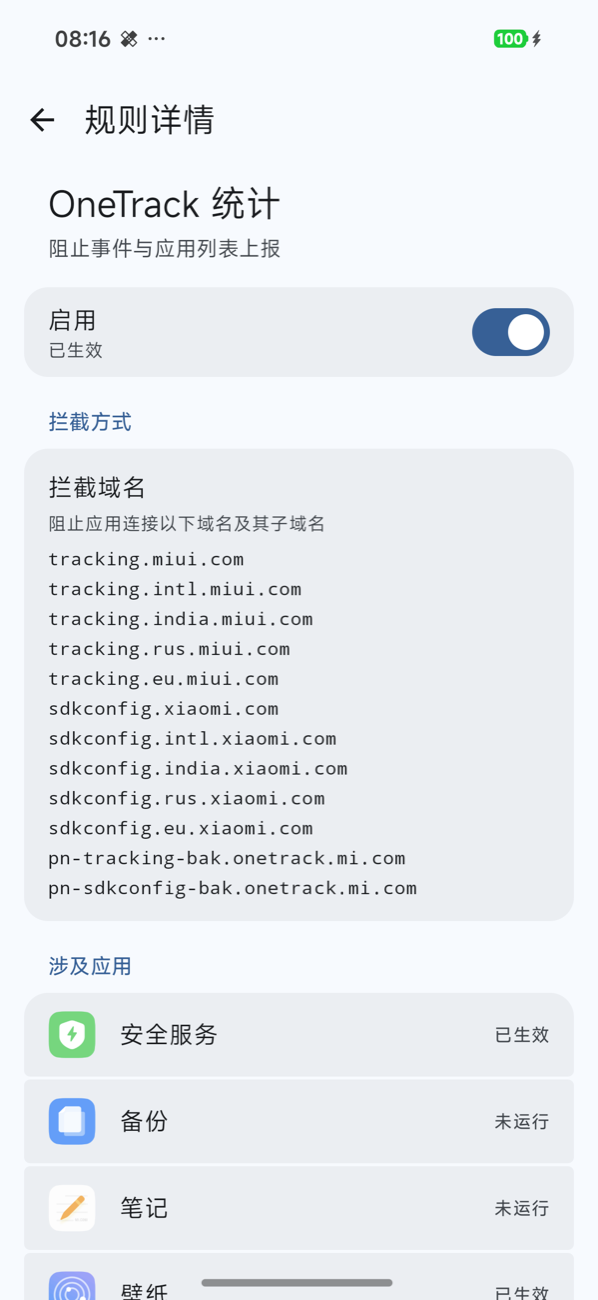 08:16 ···
100
规则详情
OneTrack 统计
阻止事件与应用列表上报
启用
已生效
拦截方式
拦截域名
阻止应用连接以下域名及其子域名
tracking.miui.com
tracking.intl.miui.com
tracking.india.miui.com
tracking.rus.miui.com
tracking.eu.miui.com
sdkconfig.xiaomi.com
sdkconfig.intl.xiaomi.com
sdkconfig.india.xiaomi.com
sdkconfig.rus.xiaomi.com
sdkconfig.eu.xiaomi.com
pn-tracking-bak.onetrack.mi.com
pn-sdkconfig-bak.onetrack.mi.com
涉及应用
安全服务 已生效
备份 未运行
笔记 未运行
壁纸 已生效